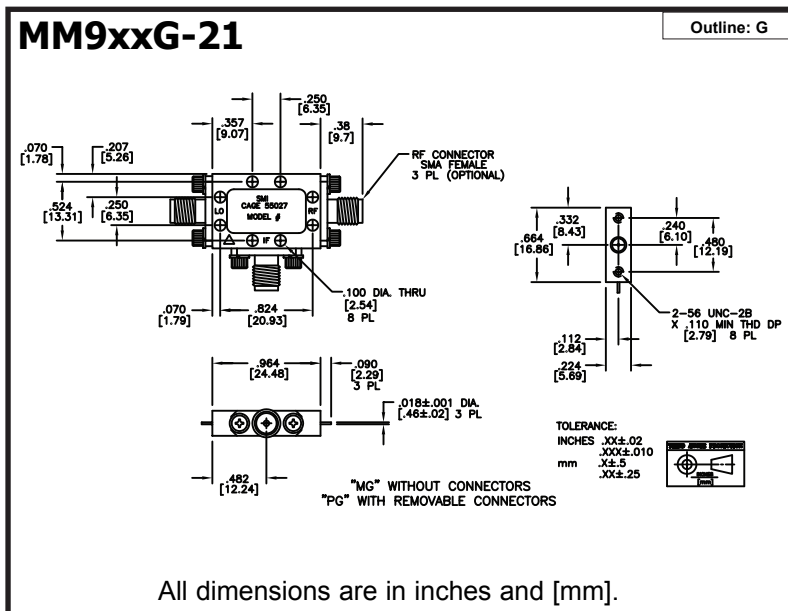 MM9xxG-21
Outline: G
.250
[6.35]
.357
[9.07]
.38
[9.7]
.070
[1.78]
.207
[5.26]
RF CONNECTOR
SMA FEMALE
3 PL (OPTIONAL)
.524
[13.31]
.250
[6.35]
LO
SMI
CAGE 55027
MODEL #
RF
IF
.332
[8.43]
.664
[16.86]
.240
[6.10]
.480
[12.19]
.100 DIA. THRU
[2.54]
8 PL
.070
[1.79]
.824
[20.93]
2-56 UNC-2B
X .110 MIN THD DP
[2.79] 8 PL
.112
[2.84]
.224
[5.69]
.964
[24.48]
.090
[2.29]
3 PL
.018±.001 DIA.
[.46±.02] 3 PL
.482
[12.24]
TOLERANCE:
INCHES .XX±.02
.XXX±.010
mm .X±.5
.XX±.25
[mm]
"MG" WITHOUT CONNECTORS
"PG" WITH REMOVABLE CONNECTORS
All dimensions are in inches and [mm].